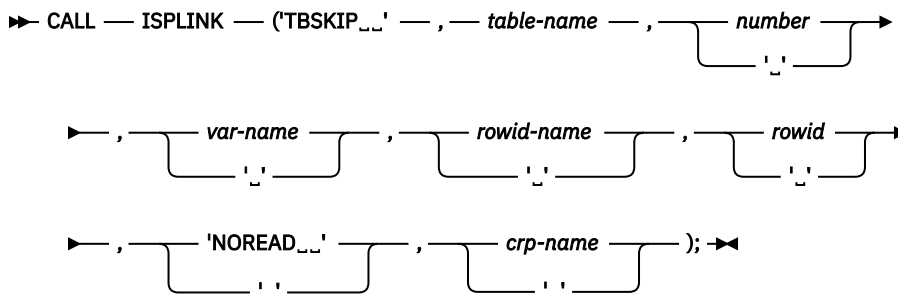 CALL ISPLINK ('TBSKIP␣␣' , table-name , number
'␣'
, var-name , rowid-name , rowid
'␣' '␣' '␣'
, 'NOREAD␣␣' , crp-name );
' ' ' '